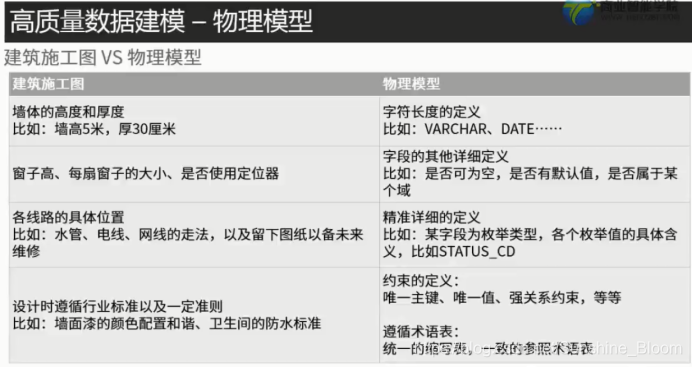 高质量数据建模 – 物理模型
商业智能学院
建筑施工图 VS 物理模型
建筑施工图
物理模型
墙体的高度和厚度
比如：墙高5米，厚30厘米
字符长度的定义
比如：VARCHAR、DATE……
窗子高、每扇窗子的大小、是否使用定位器
字段的其他详细定义
比如：是否可为空，是否有默认值，是否属于某
个域
各线路的具体位置
比如：水管、电线、网线的走法，以及留下图纸以备未来
维修
精准详细的定义
比如：某字段为枚举类型，各个枚举值的具体含
义，比如STATUS_CD
设计时遵循行业标准以及一定准则
比如：墙面漆的颜色配置和谐、卫生间的防水标准
约束的定义：
唯一主键、唯一值、强关系约束，等等
遵循术语表：
统一的缩写表，一致的参照术语表